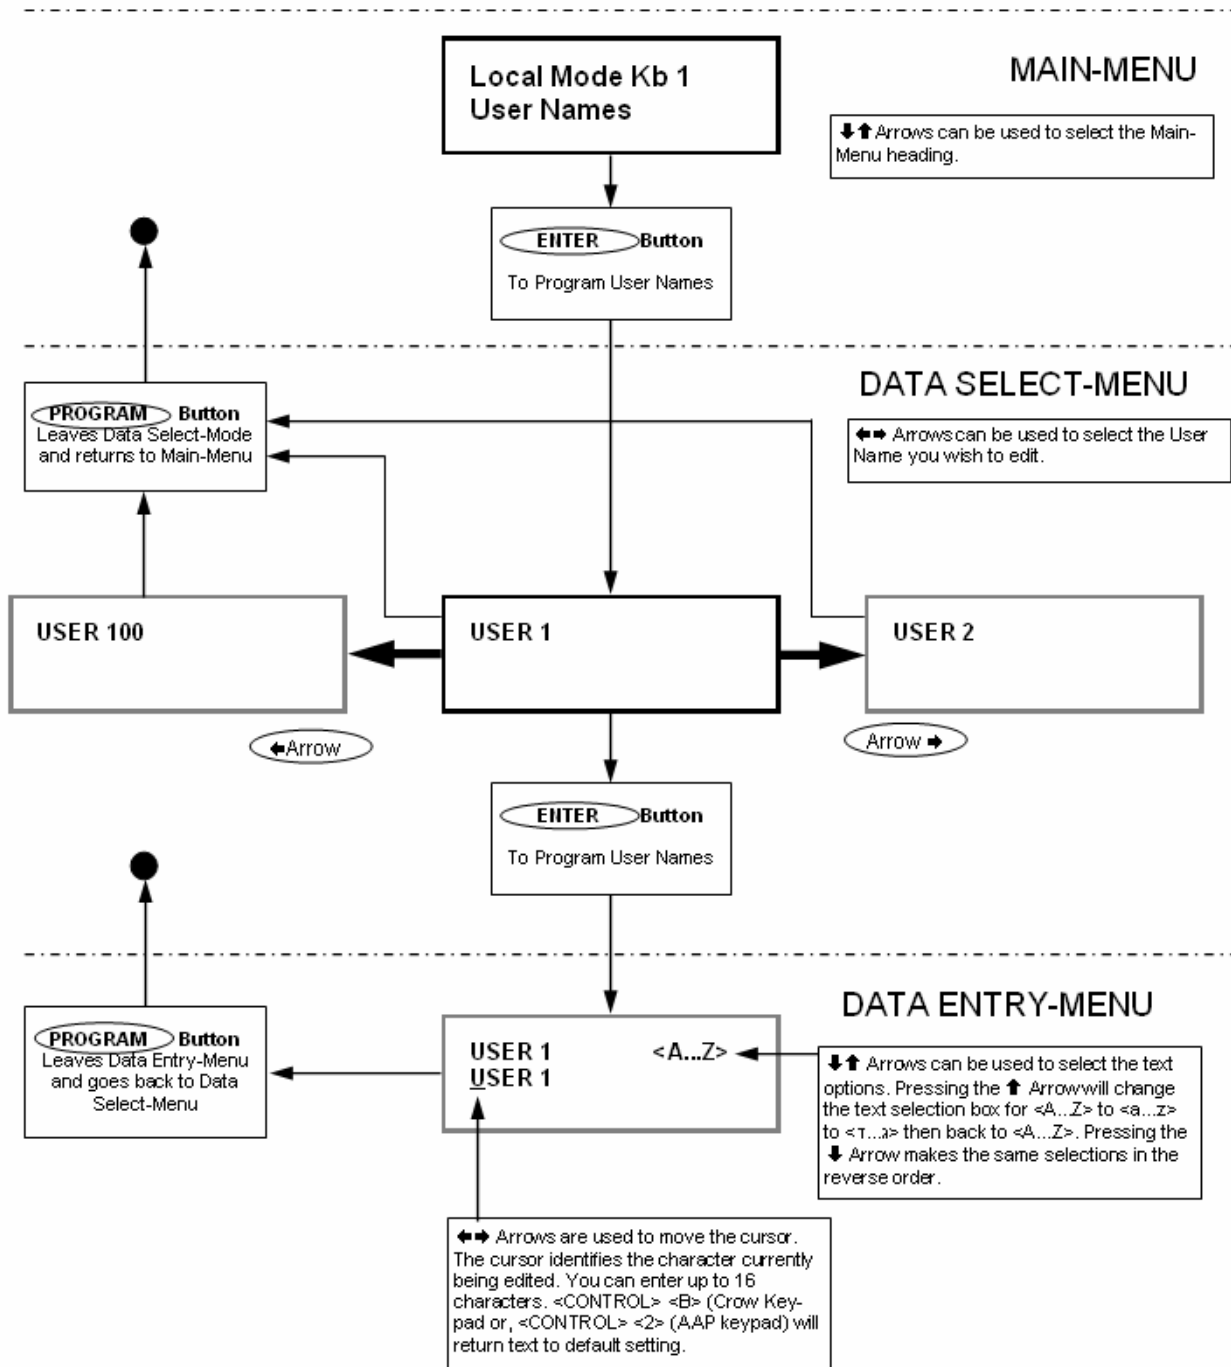 Local Mode Kb 1
User Names
MAIN-MENU
⬇⬆ Arrows can be used to select the Main-
Menu heading.
ENTER Button
To Program User Names
DATA SELECT-MENU
PROGRAM Button
Leaves Data Select-Mode
and returns to Main-Menu
⬅➡ Arrows can be used to select the User
Name you wish to edit.
USER 100
USER 1
USER 2
⬅Arrow
Arrow ➡
ENTER Button
To Program User Names
DATA ENTRY-MENU
PROGRAM Button
Leaves Data Entry-Menu
and goes back to Data
Select-Menu
USER 1 <A...Z>
USER 1
⬇⬆ Arrows can be used to select the text
options. Pressing the ⬆ Arrow will change
the text selection box for <A...Z> to <a...z>
to <ג...ד> then back to <A...Z>. Pressing the
⬇ Arrow makes the same selections in the
reverse order.
⬅➡ Arrows are used to move the cursor.
The cursor identifies the character currently
being edited. You can enter up to 16
characters. <CONTROL> <B> (Crow Key-
pad or, <CONTROL> <2> (AAP keypad) will
return text to default setting.